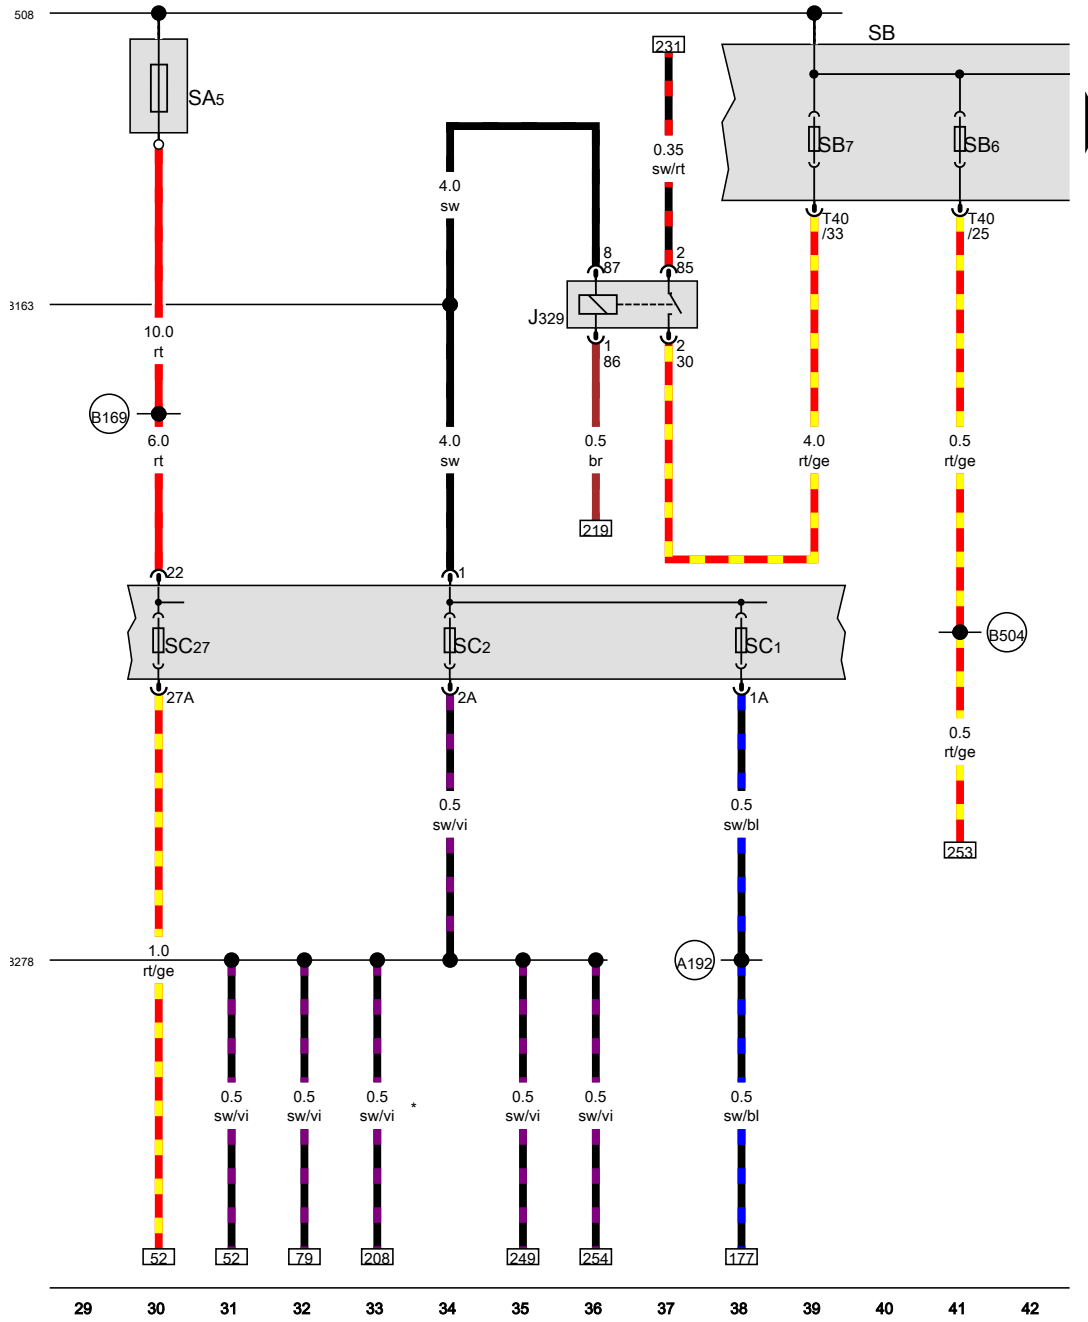 508
SB
SA5
231
SB7
SB6
0.35
sw/rt
4.0
sw
T40
/33
T40
/25
8
87
2
85
3163
J329
10.0
rt
1
86
2
30
B169
6.0
rt
4.0
sw
0.5
br
4.0
rt/ge
0.5
rt/ge
219
22
1
SC27
SC2
SC1
B504
27A
2A
1A
0.5
rt/ge
0.5
sw/vi
0.5
sw/bl
253
3278
1.0
rt/ge
A192
0.5
sw/vi
0.5
sw/vi
0.5
sw/vi
*
0.5
sw/vi
0.5
sw/vi
0.5
sw/bl
52
52
79
208
249
254
177
29 30 31 32 33 34 35 36 37 38 39 40 41 42